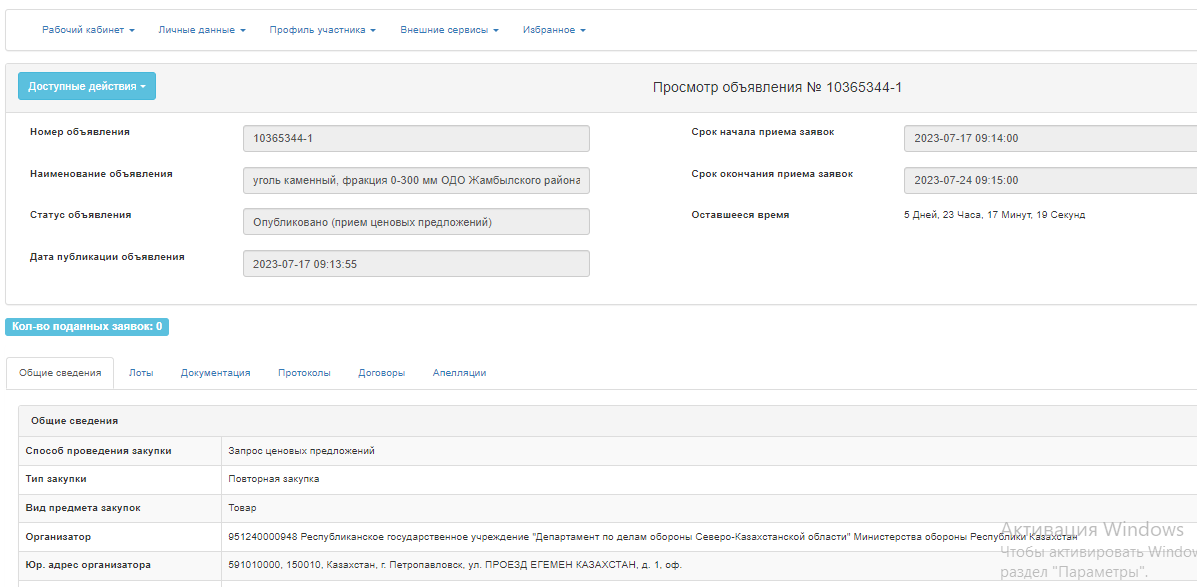 Рабочий кабинет Личные данные Профиль участника Внешние сервисы Избранное
Доступные действия Просмотр объявления № 10365344-1
Номер объявления 10365344-1 Срок начала приема заявок 2023-07-17 09:14:00
Наименование объявления уголь каменный, фракция 0-300 мм ОДО Жамбылского района Срок окончания приема заявок 2023-07-24 09:15:00
Статус объявления Опубликовано (прием ценовых предложений) Оставшееся время 5 Дней, 23 Часа, 17 Минут, 19 Секунд
Дата публикации объявления 2023-07-17 09:13:55
Кол-во поданных заявок: 0
Общие сведения Лоты Документация Протоколы Договоры Апелляции
Общие сведения
Способ проведения закупки Запрос ценовых предложений
Тип закупки Повторная закупка
Вид предмета закупок Товар
Организатор 951240000948 Республиканское государственное учреждение "Департамент по делам обороны Северо-Казахстанской области" Министерства обороны Республики Казахстан
Юр. адрес организатора 591010000, 150010, Казахстан, г. Петропавловск, ул. ПРОЕЗД ЕГЕМЕН КАЗАХСТАН, д. 1, оф.
Активация Windows
Чтобы активировать Windo
раздел "Параметры".